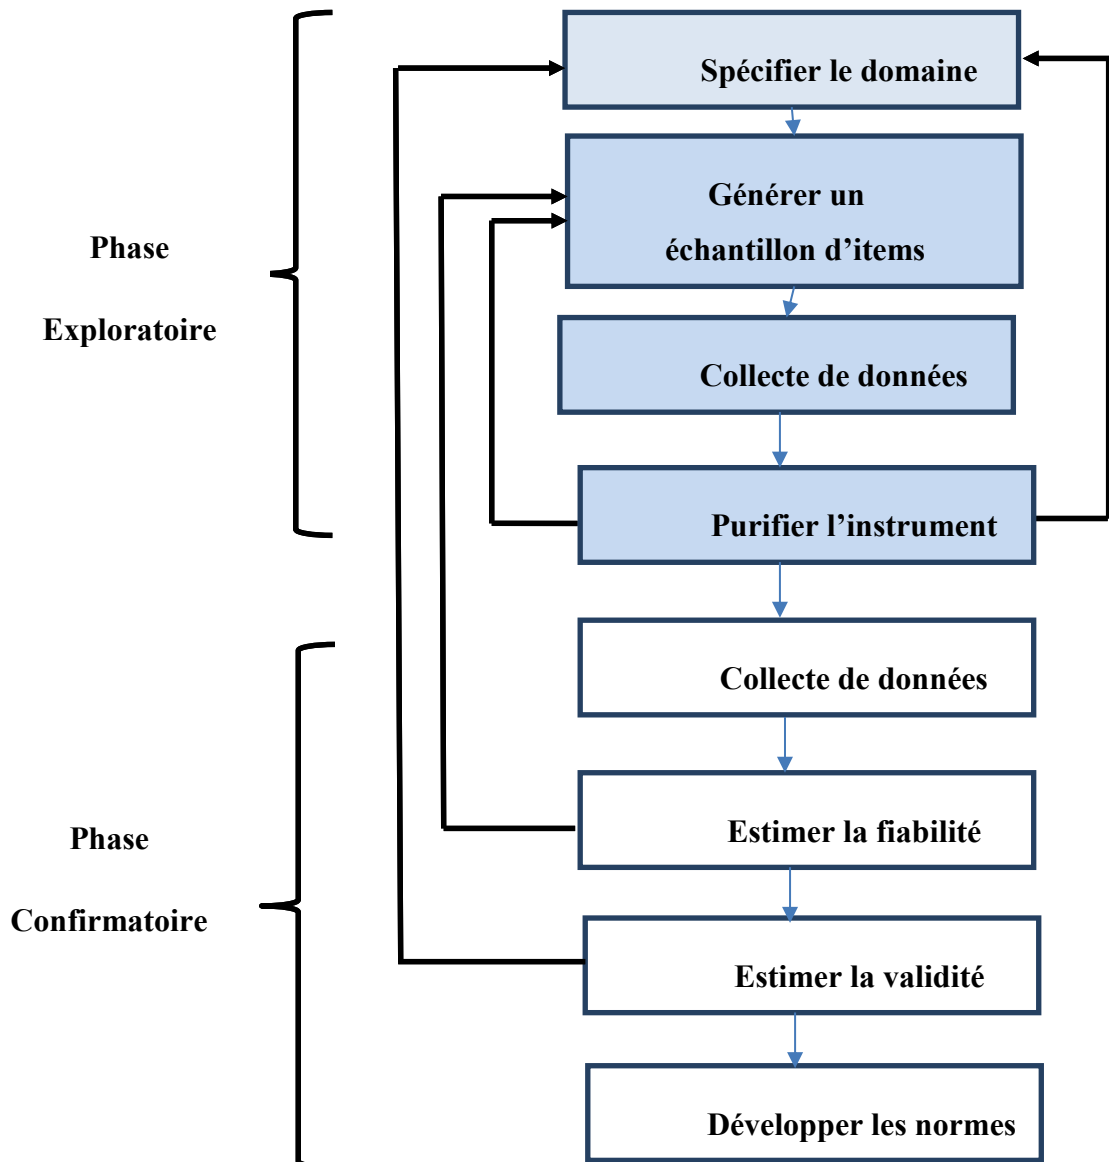 Spécifier le domaine
Générer un
échantillon d’items
Phase
Exploratoire
Collecte de données
Purifier l’instrument
Collecte de données
Estimer la fiabilité
Phase
Confirmatoire
Estimer la validité
Développer les normes